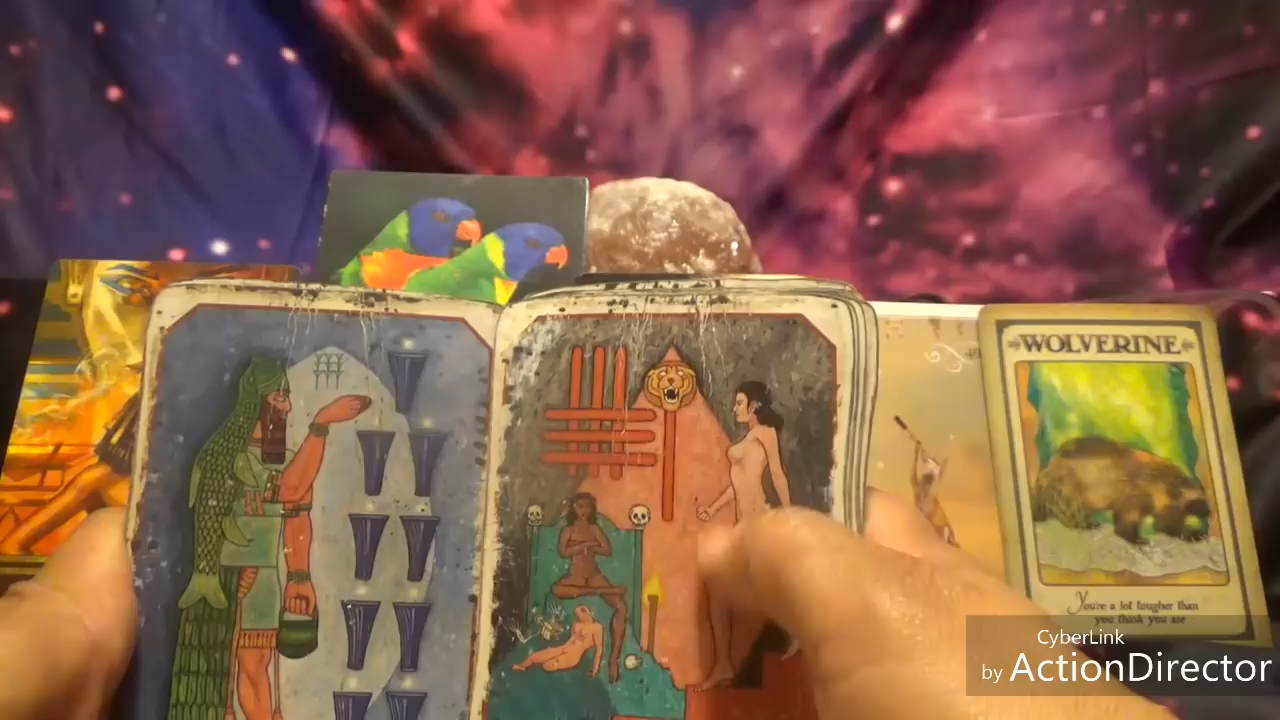 WOLVERINE
You're a lot tougher than
you think you are
CyberLink
by ActionDirector